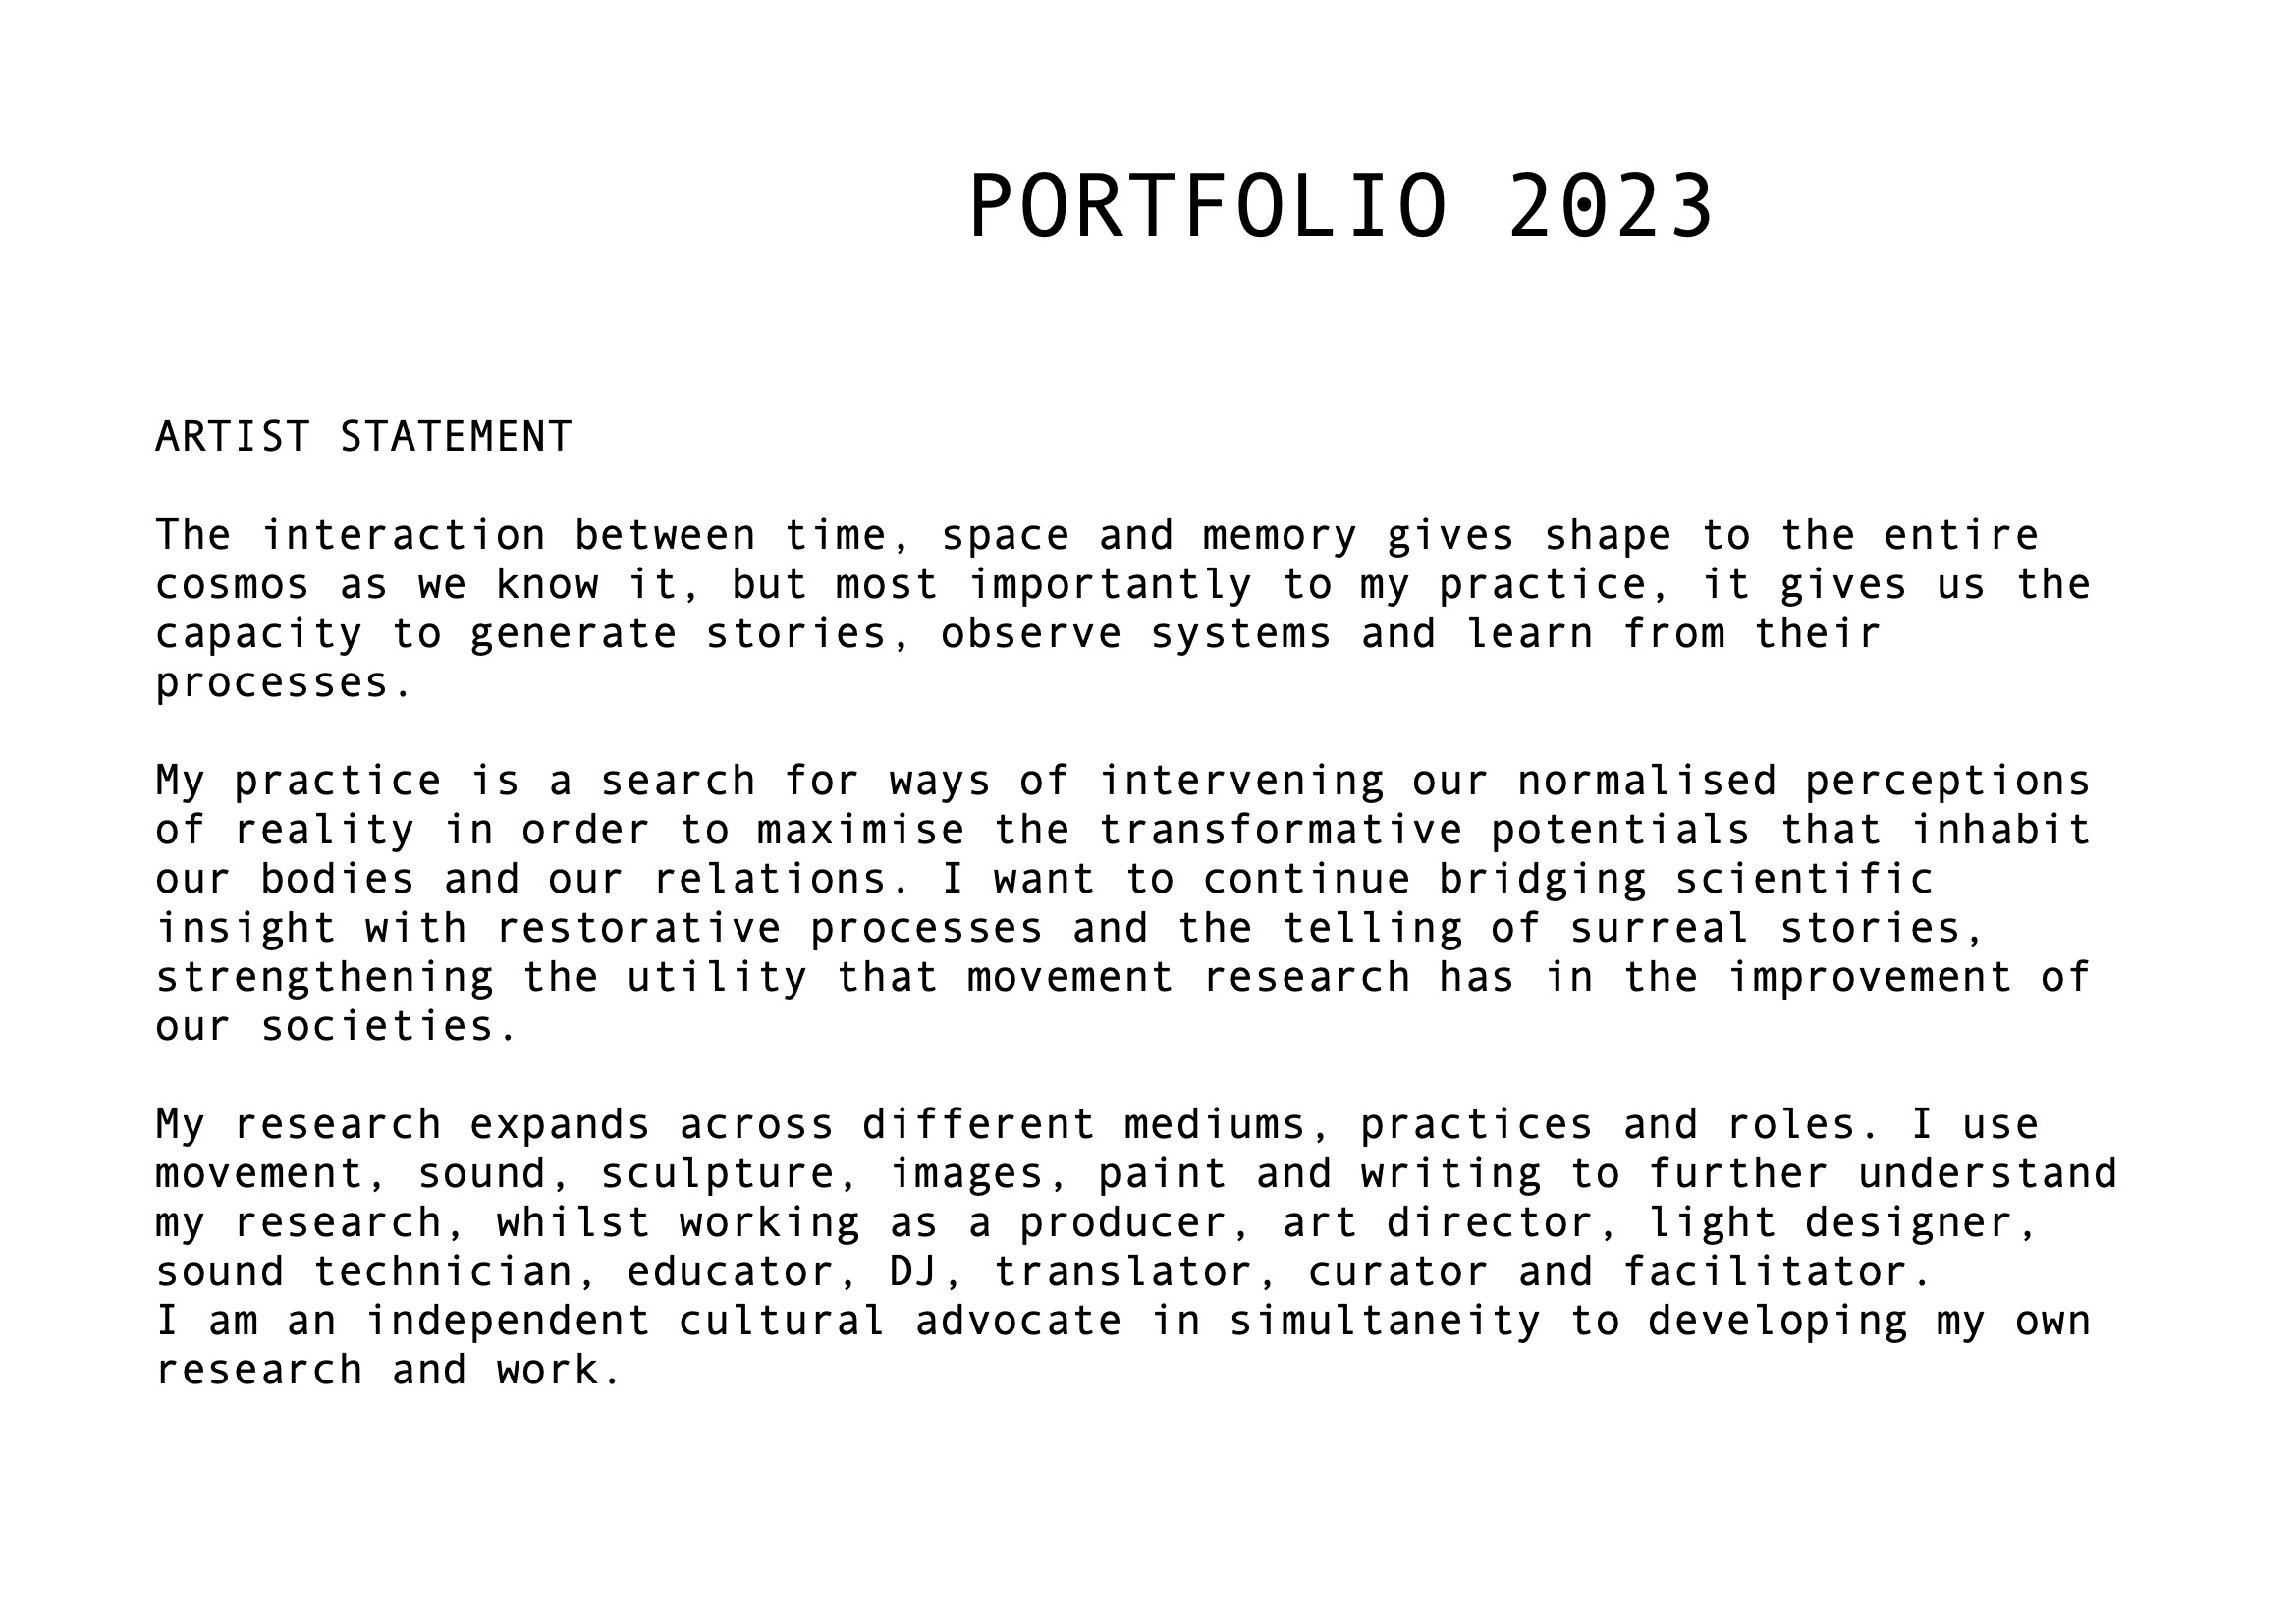 PORTFOLIO 2023
ARTIST STATEMENT
The interaction between time, space and memory gives shape to the entire
cosmos as we know it, but most importantly to my practice, it gives us the
capacity to generate stories, observe systems and learn from their
processes.
My practice is a search for ways of intervening our normalised perceptions
of reality in order to maximise the transformative potentials that inhabit
our bodies and our relations. I want to continue bridging scientific
insight with restorative processes and the telling of surreal stories,
strengthening the utility that movement research has in the improvement of
our societies.
My research expands across different mediums, practices and roles. I use
movement, sound, sculpture, images, paint and writing to further understand
my research, whilst working as a producer, art director, light designer,
sound technician, educator, DJ, translator, curator and facilitator.
I am an independent cultural advocate in simultaneity to developing my own
research and work.